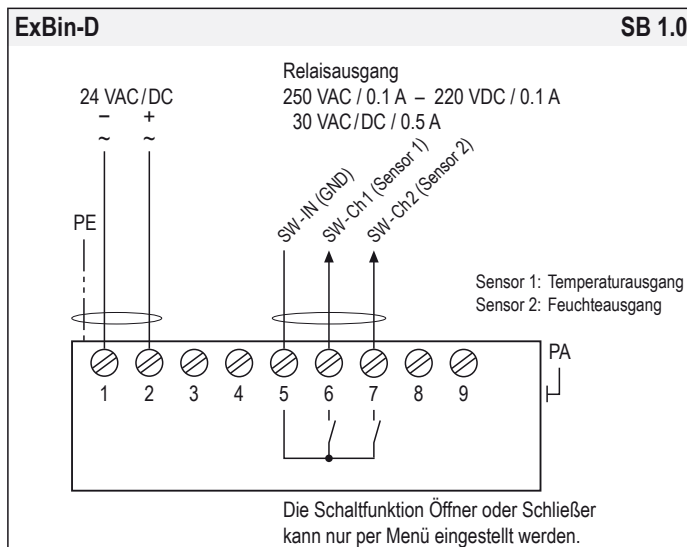 ExBin-D SB 1.0
Relaisausgang
24 VAC/DC 250 VAC / 0.1 A – 220 VDC / 0.1 A
– + 30 VAC/DC / 0.5 A
~ ~
SW-IN (GND)
SW-Ch1 (Sensor 1)
SW-Ch2 (Sensor 2)
PE
Sensor 1: Temperaturausgang
Sensor 2: Feuchteausgang
PA
1 2 3 4 5 6 7 8 9
Die Schaltfunktion Öffner oder Schließer
kann nur per Menü eingestellt werden.